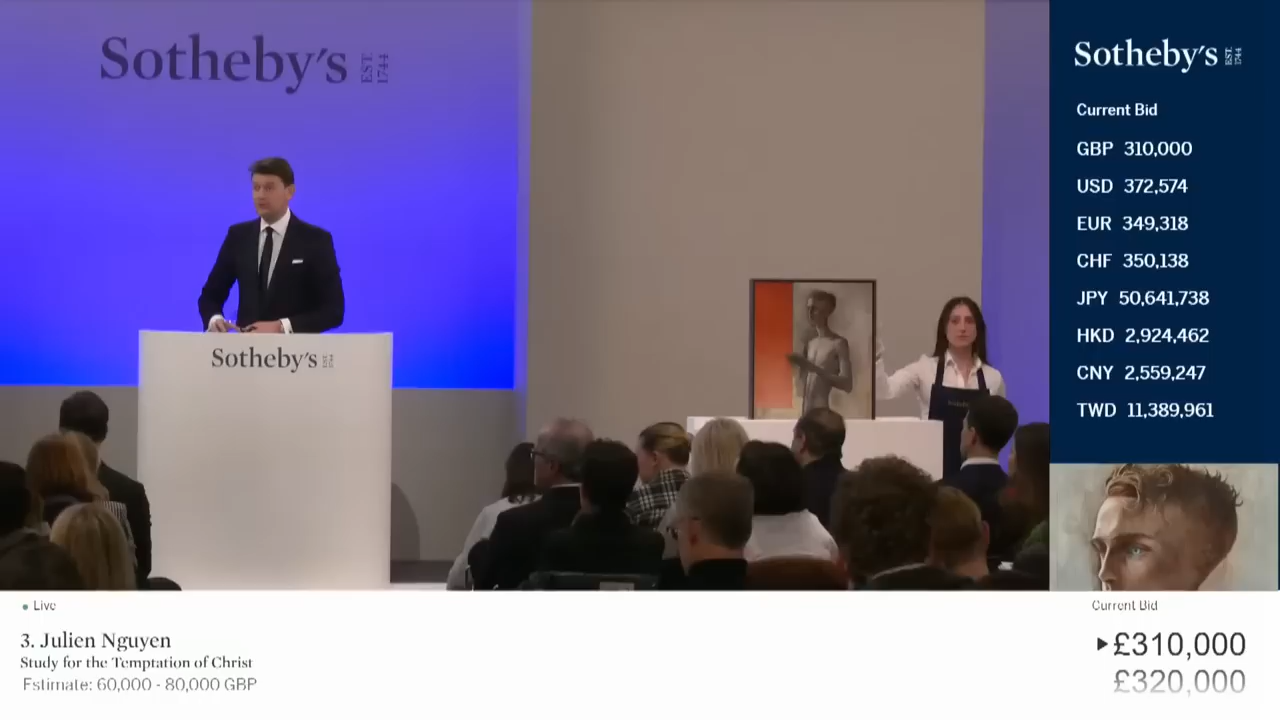 Sotheby's EST. 1744
Sotheby's EST. 1744
Sotheby's EST. 1744
Current Bid
GBP 310,000
USD 372,574
EUR 349,318
CHF 350,138
JPY 50,641,738
HKD 2,924,462
CNY 2,559,247
TWD 11,389,961
Live
3. Julien Nguyen
Study for the Temptation of Christ
Estimate: 60,000 - 80,000 GBP
Current Bid
£310,000
£320,000